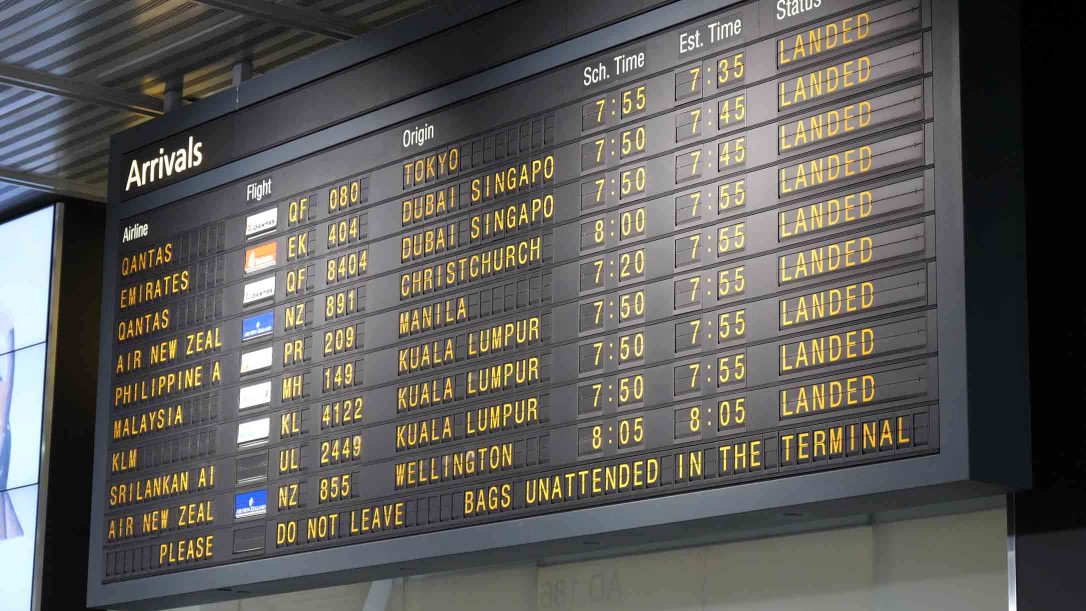 Arrivals
Airline Flight Origin Sch. Time Est. Time Status
QANTAS QF 080 TOKYO 7:55 7:35 LANDED
EMIRATES EK 404 DUBAI SINGAPO 7:50 7:45 LANDED
QANTAS QF 8404 DUBAI SINGAPO 7:50 7:45 LANDED
AIR NEW ZEAL NZ 891 CHRISTCHURCH 8:00 7:55 LANDED
PHILIPPINE A PR 209 MANILA 7:20 7:55 LANDED
MALAYSIA MH 149 KUALA LUMPUR 7:50 7:55 LANDED
KLM KL 4122 KUALA LUMPUR 7:50 7:55 LANDED
SRILANKAN AI UL 2449 KUALA LUMPUR 7:50 7:55 LANDED
AIR NEW ZEAL NZ 855 WELLINGTON 8:05 8:05 LANDED
PLEASE DO NOT LEAVE BAGS UNATTENDED IN THE TERMINAL